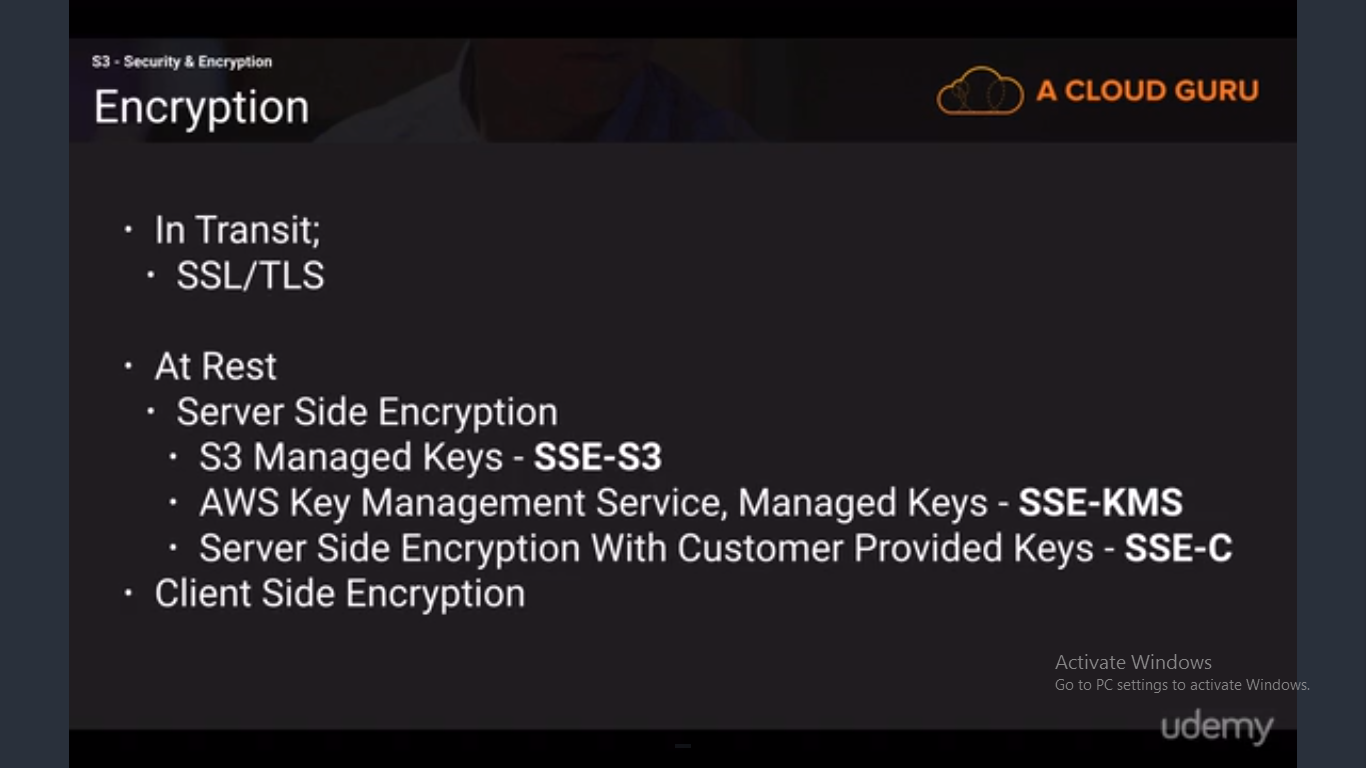 S3 - Security & Encryption
Encryption
A CLOUD GURU
· In Transit;
· SSL/TLS
· At Rest
· Server Side Encryption
· S3 Managed Keys - SSE-S3
· AWS Key Management Service, Managed Keys - SSE-KMS
· Server Side Encryption With Customer Provided Keys - SSE-C
· Client Side Encryption
Activate Windows
Go to PC settings to activate Windows.
udemy